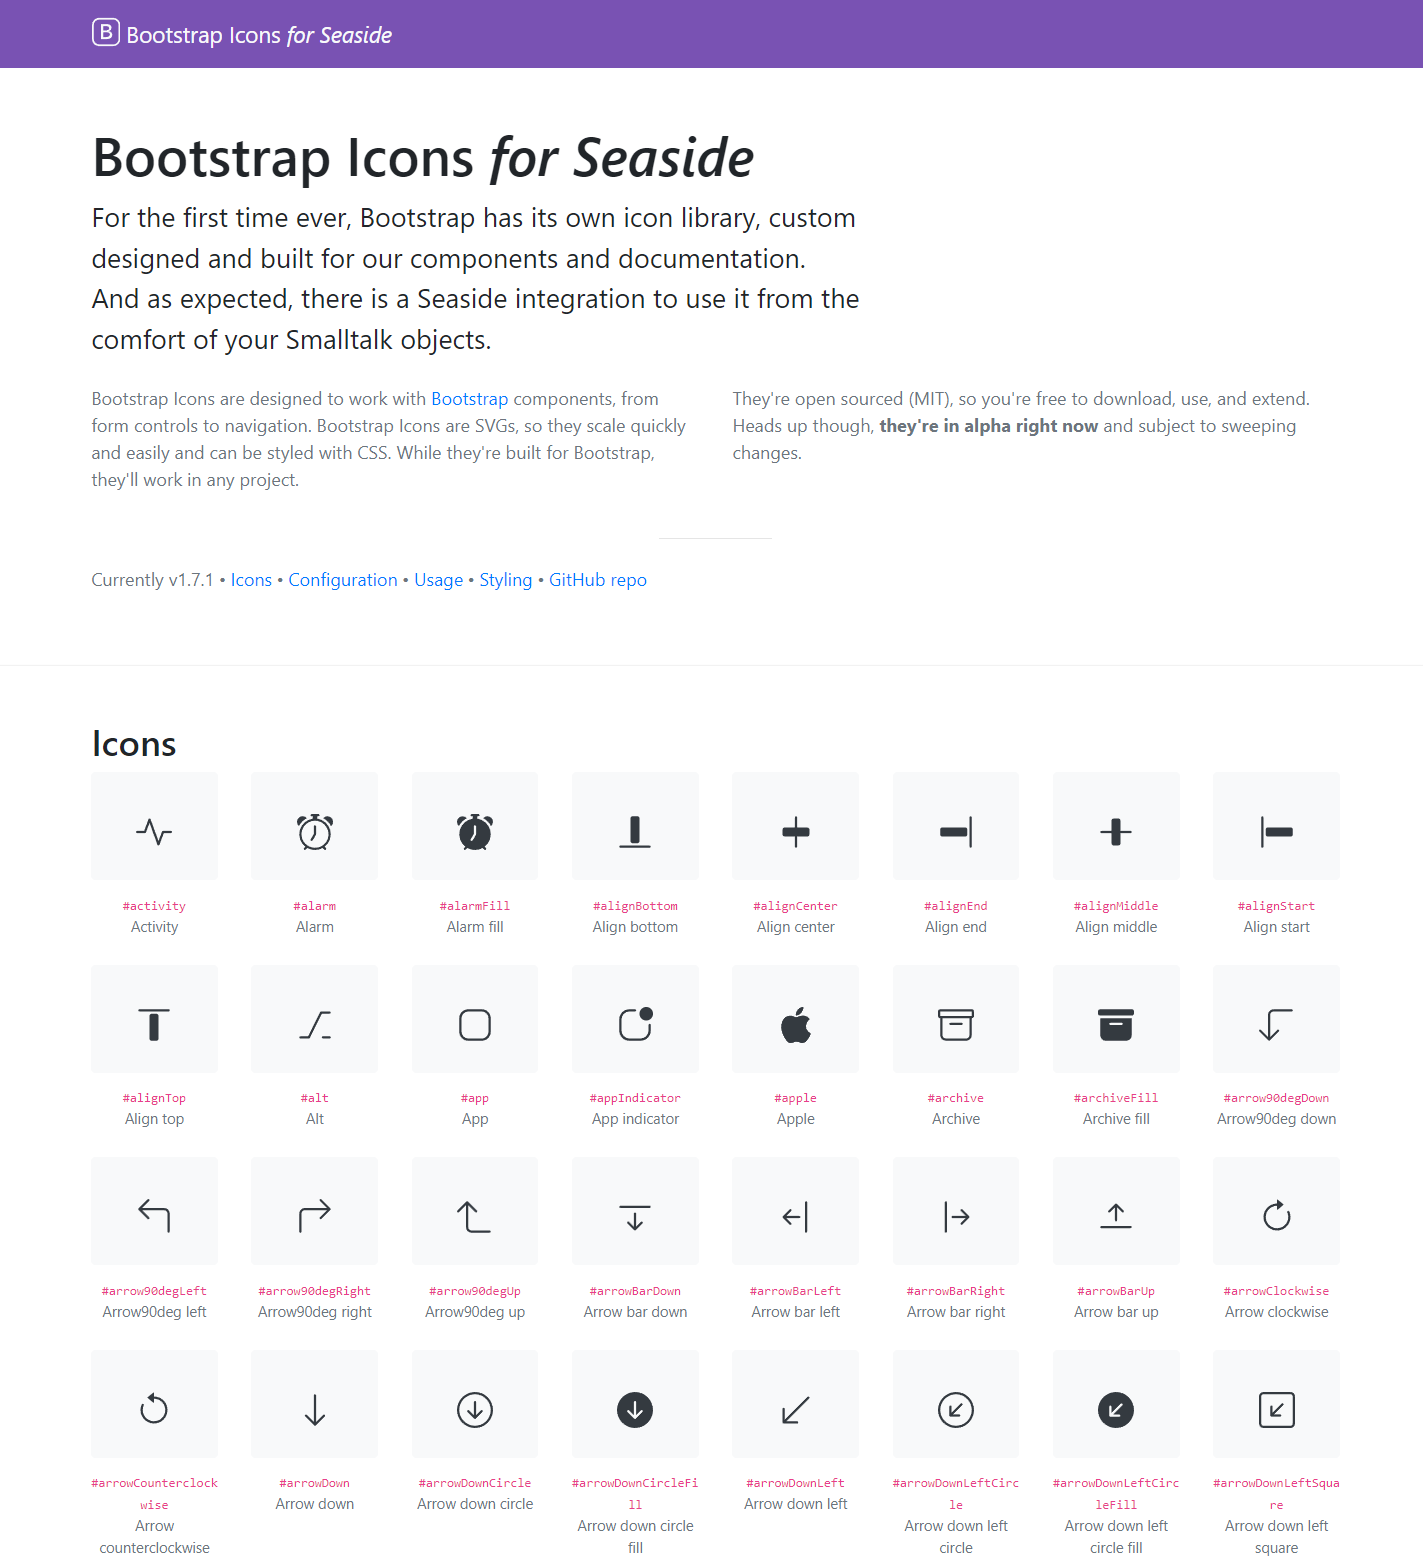 B Bootstrap Icons for Seaside
Bootstrap Icons for Seaside
For the first time ever, Bootstrap has its own icon library, custom
designed and built for our components and documentation.
And as expected, there is a Seaside integration to use it from the
comfort of your Smalltalk objects.
Bootstrap Icons are designed to work with Bootstrap components, from
form controls to navigation. Bootstrap Icons are SVGs, so they scale quickly
and easily and can be styled with CSS. While they're built for Bootstrap,
they'll work in any project.
They're open sourced (MIT), so you're free to download, use, and extend.
Heads up though, they're in alpha right now and subject to sweeping
changes.
Currently v1.7.1 • Icons • Configuration • Usage • Styling • GitHub repo
Icons
#activity
Activity
#alarm
Alarm
#alarmFill
Alarm fill
#alignBottom
Align bottom
#alignCenter
Align center
#alignEnd
Align end
#alignMiddle
Align middle
#alignStart
Align start
#alignTop
Align top
#alt
Alt
#app
App
#appIndicator
App indicator
#apple
Apple
#archive
Archive
#archiveFill
Archive fill
#arrow90degDown
Arrow90deg down
#arrow90degLeft
Arrow90deg left
#arrow90degRight
Arrow90deg right
#arrow90degUp
Arrow90deg up
#arrowBarDown
Arrow bar down
#arrowBarLeft
Arrow bar left
#arrowBarRight
Arrow bar right
#arrowBarUp
Arrow bar up
#arrowClockwise
Arrow clockwise
#arrowCounterclock
wise
Arrow
counterclockwise
#arrowDown
Arrow down
#arrowDownCircle
Arrow down circle
#arrowDownCircleFi
ll
Arrow down circle
fill
#arrowDownLeft
Arrow down left
#arrowDownLeftCirc
le
Arrow down left
circle
#arrowDownLeftCirc
leFill
Arrow down left
circle fill
#arrowDownLeftSqua
re
Arrow down left
square